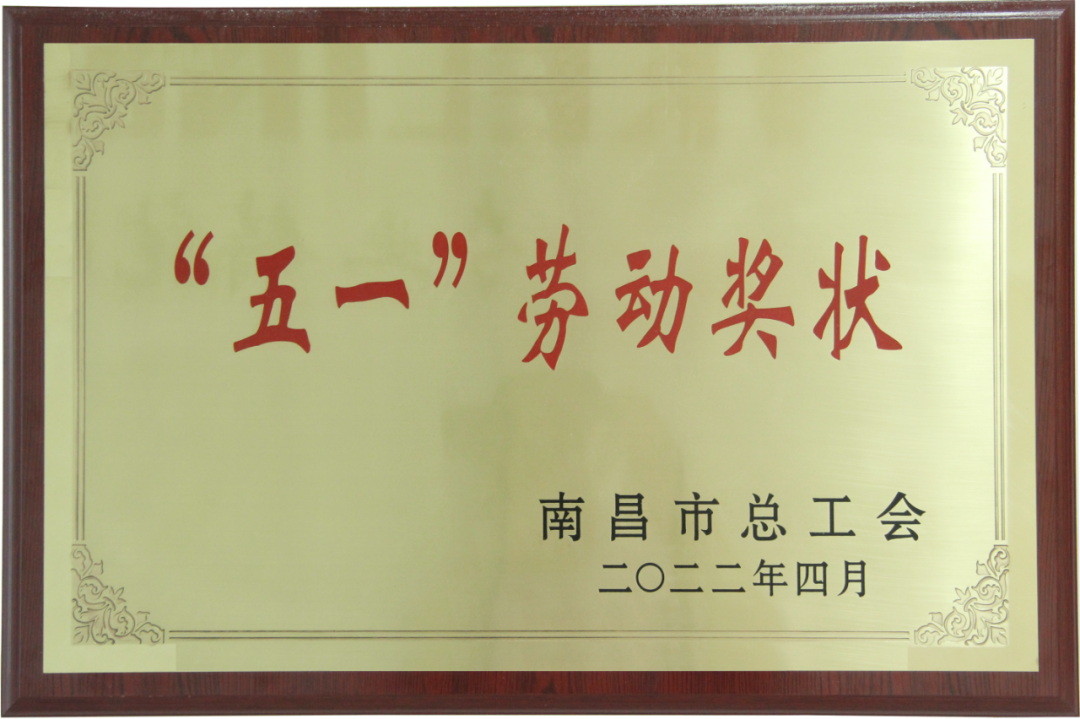 “五一”劳动奖状
南昌市总工会
二〇二二年四月